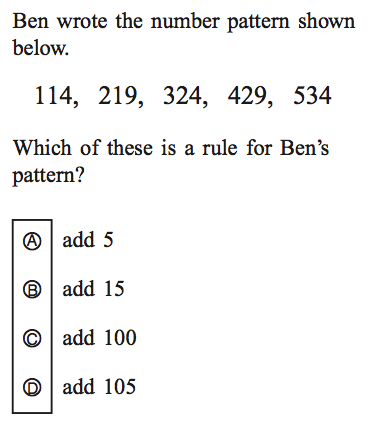 Ben wrote the number pattern shown
below.
114, 219, 324, 429, 534
Which of these is a rule for Ben’s
pattern?
Ⓐ add 5
Ⓑ add 15
Ⓒ add 100
Ⓓ add 105